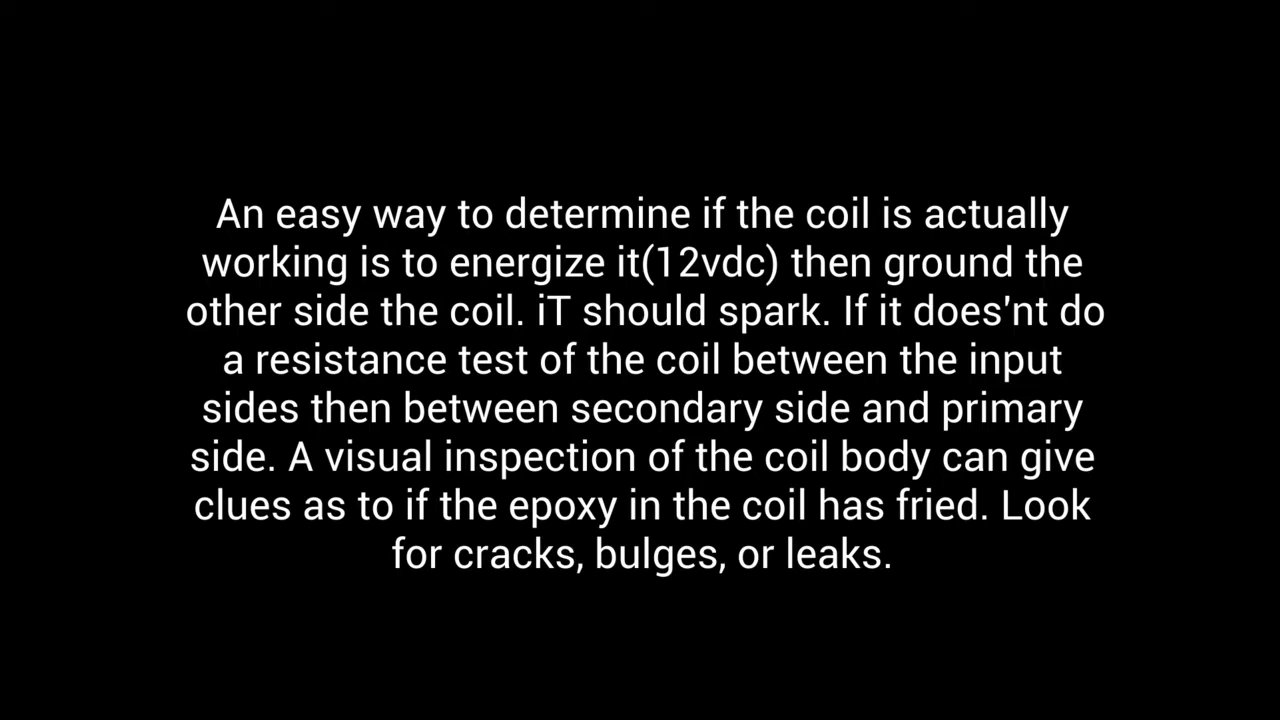 An easy way to determine if the coil is actually
working is to energize it(12vdc) then ground the
other side the coil. iT should spark. If it does'nt do
a resistance test of the coil between the input
sides then between secondary side and primary
side. A visual inspection of the coil body can give
clues as to if the epoxy in the coil has fried. Look
for cracks, bulges, or leaks.